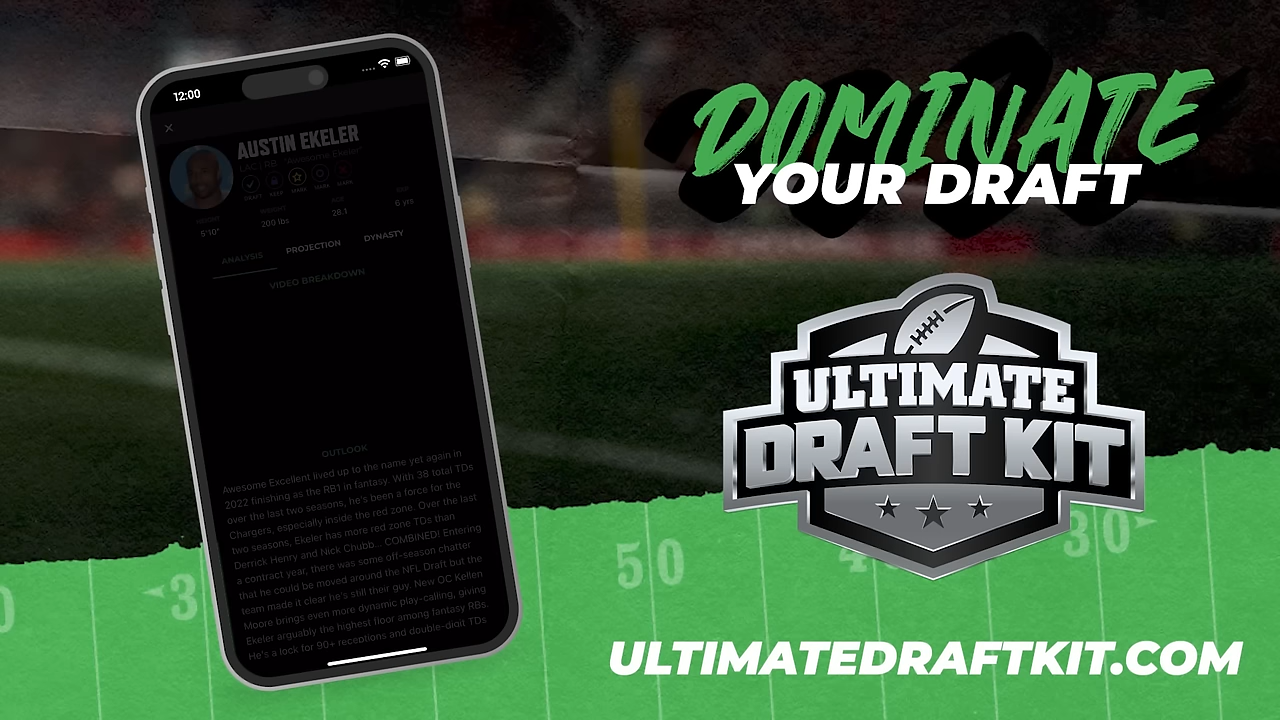 12:00
AUSTIN EKELER
LAC | RB "Awesome Ekeler"
5'10"
200 lbs
28.1
6 yrs
ANALYSIS
PROJECTION
DYNASTY
VIDEO BREAKDOWN
OUTLOOK
Awesome Excellent lived up to the name yet again in
2022 finishing as the RB1 in fantasy. With 38 total TDs
over the last two seasons, he's been a force for the
Chargers, especially inside the red zone. Over the last
two seasons, Ekeler has more red zone TDs than
Derrick Henry and Nick Chubb... COMBINED! Entering
a contract year, there was some off-season chatter
that he could be moved around the NFL Draft but the
team made it clear he's still their guy. New OC Kellen
Moore brings even more dynamic play-calling, giving
Ekeler arguably the highest floor among fantasy RBs.
He's a lock for 90+ receptions and double-digit TDs
DOMINATE
YOUR DRAFT
ULTIMATE
DRAFT KIT
50
30
ULTIMATEDRAFTKIT.COM